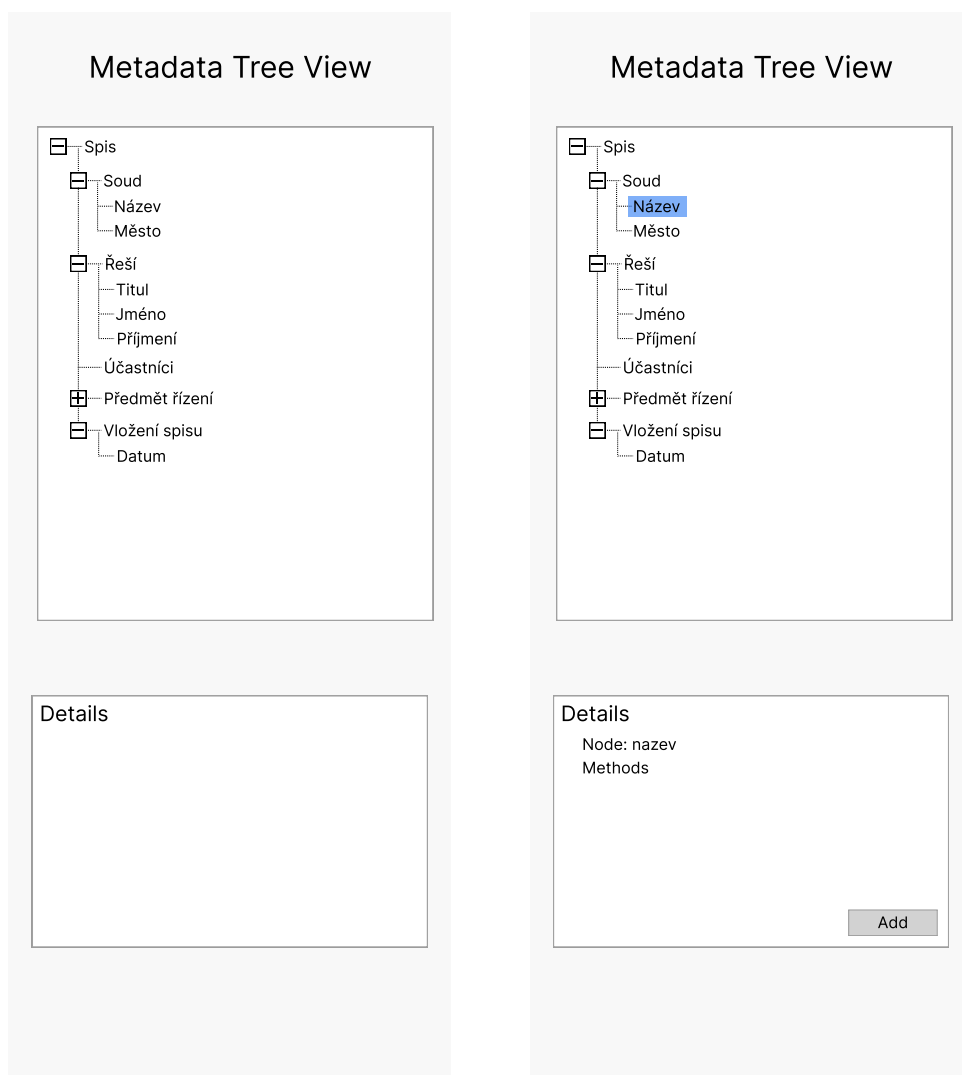 Metadata Tree View
Spis
Soud
Název
Město
Řeší
Titul
Jméno
Příjmení
Účastníci
Předmět řízení
Vložení spisu
Datum
Details
Metadata Tree View
Spis
Soud
Název
Město
Řeší
Titul
Jméno
Příjmení
Účastníci
Předmět řízení
Vložení spisu
Datum
Details
Node: nazev
Methods
Add